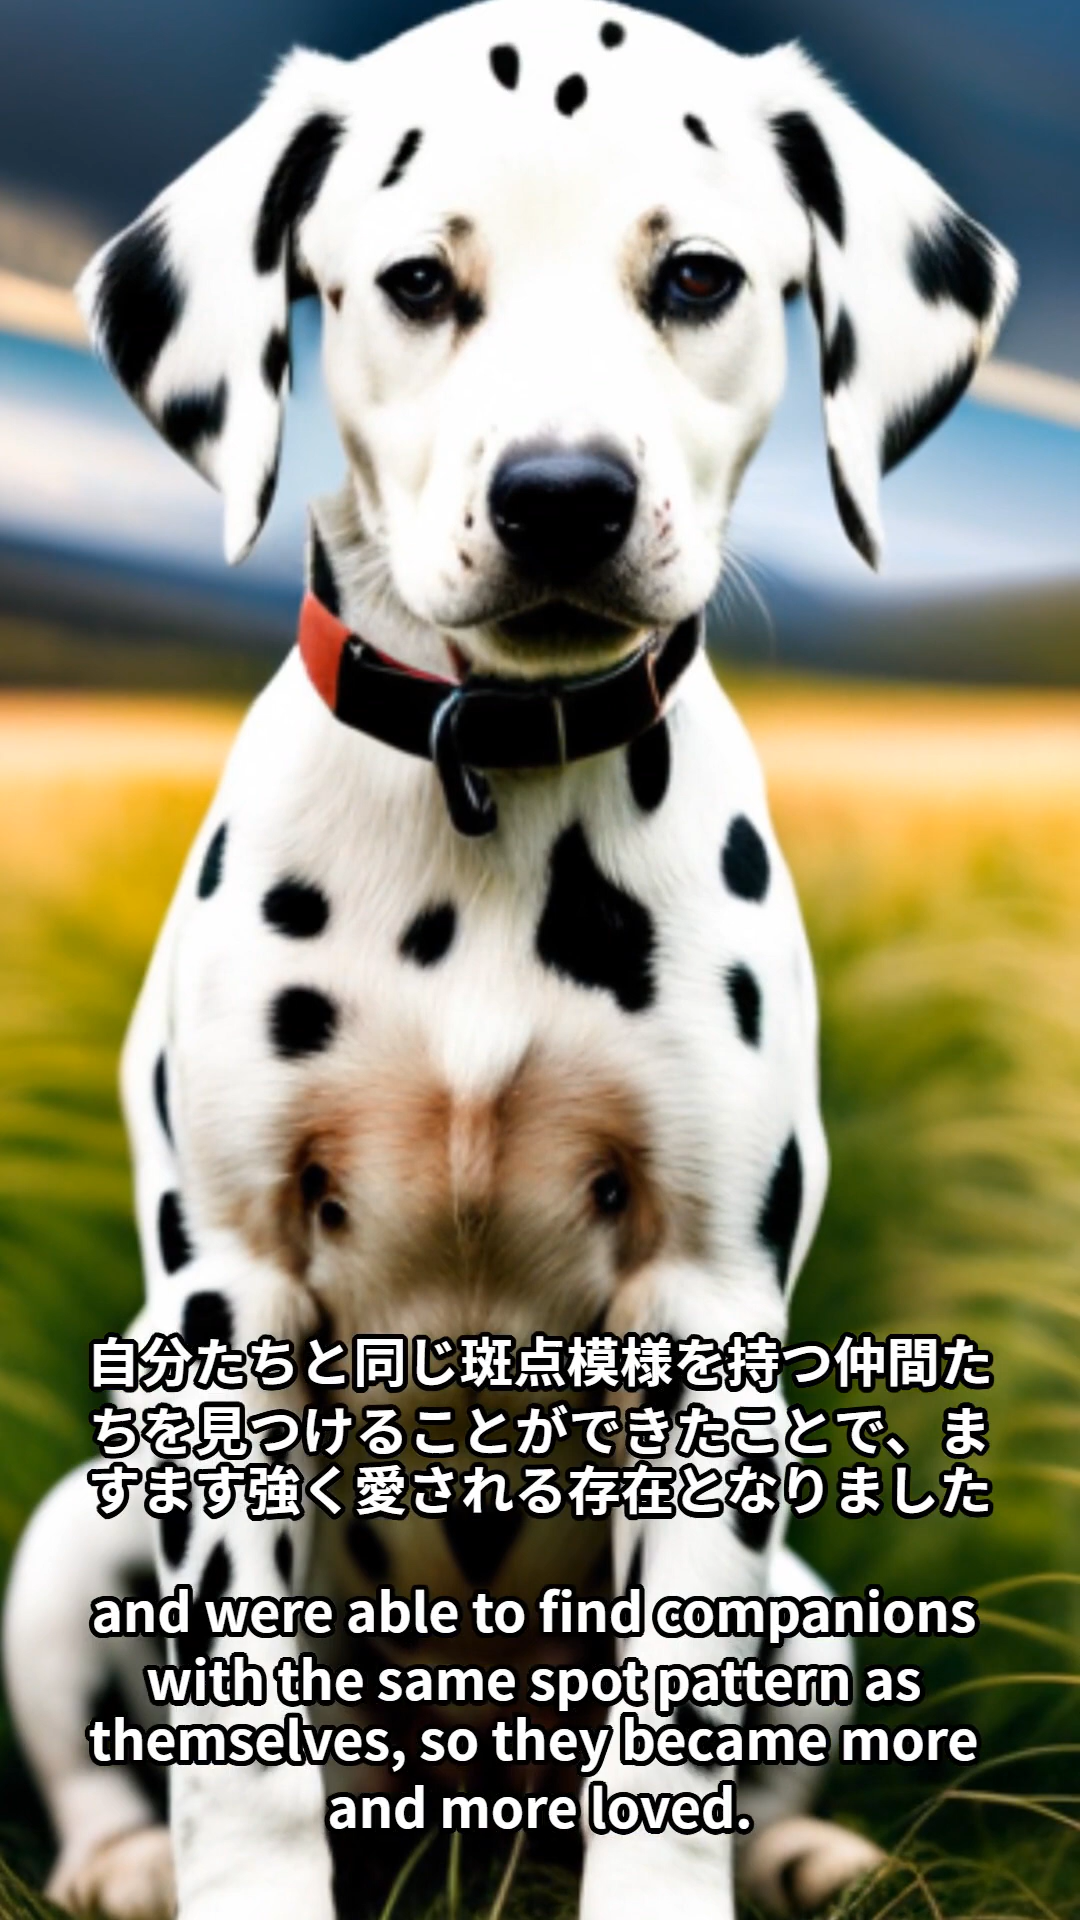 自分たちと同じ斑点模様を持つ仲間た
ちを見つけることができたことで、ま
すます強く愛される存在となりました
and were able to find companions
with the same spot pattern as
themselves, so they became more
and more loved.